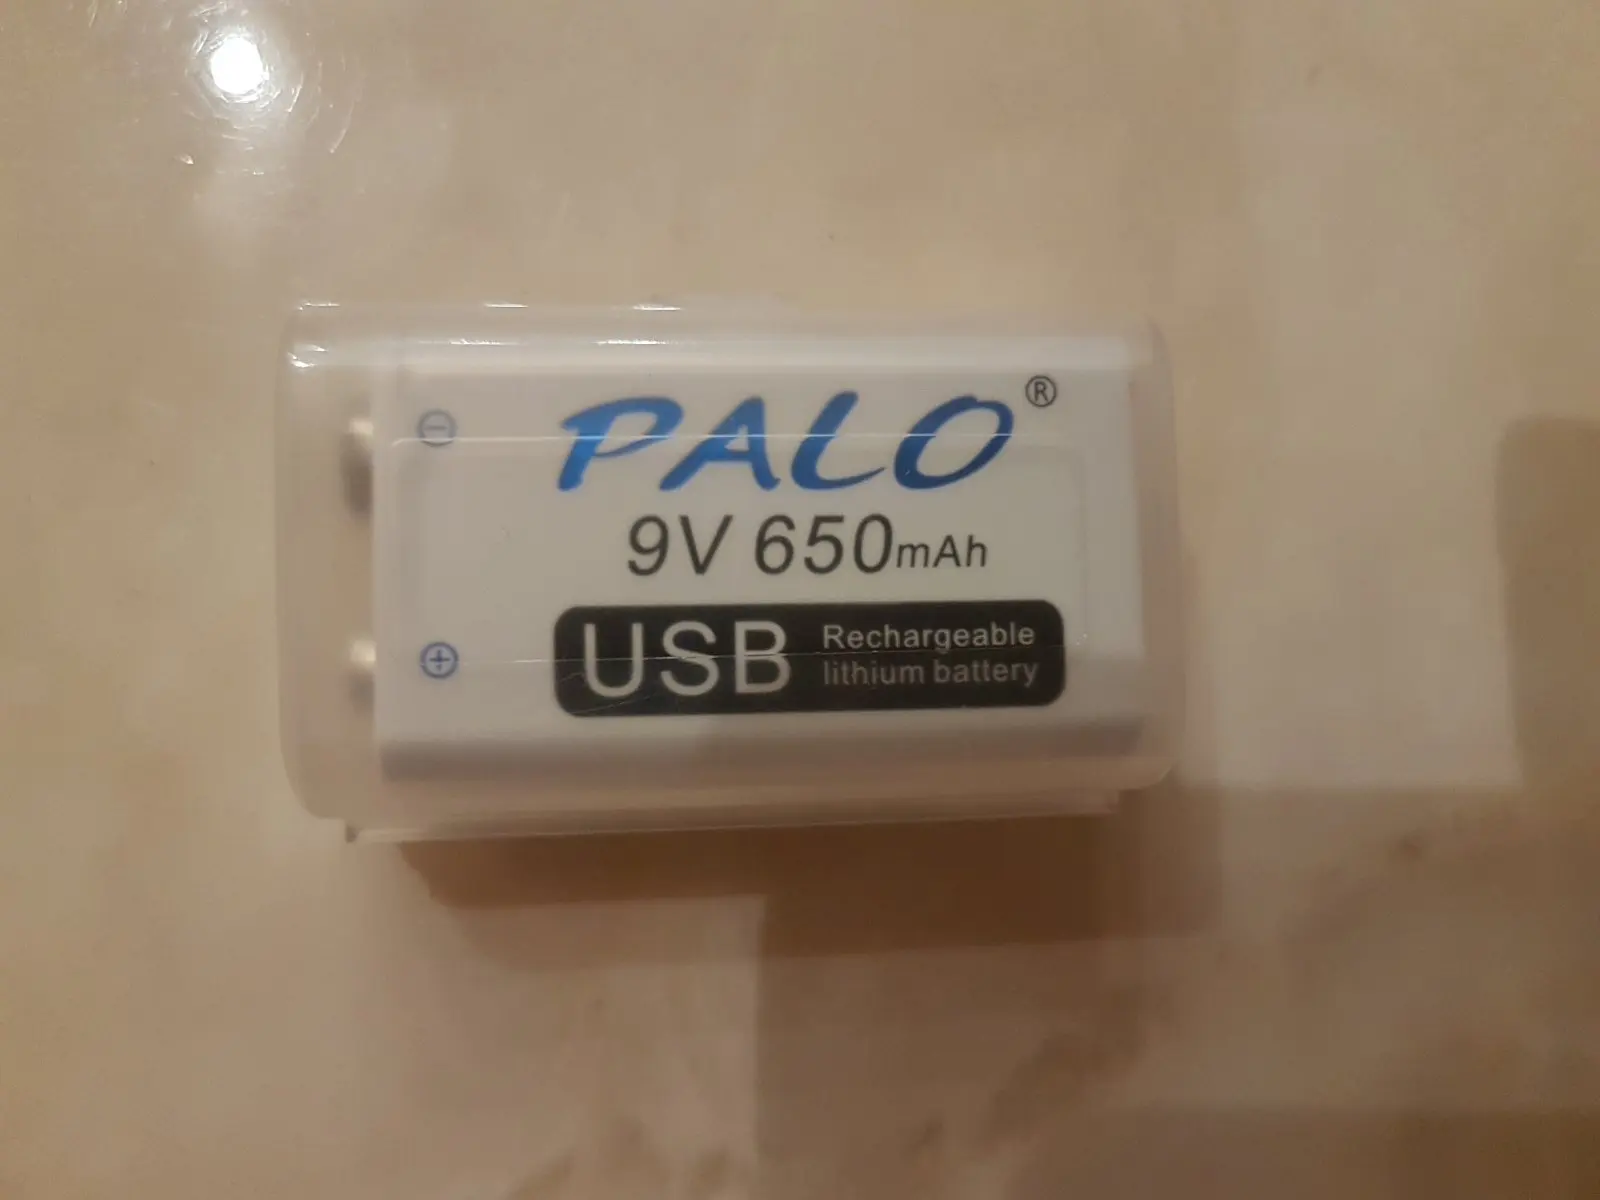 PALO®
9V 650mAh
USB Rechargeable
lithium battery